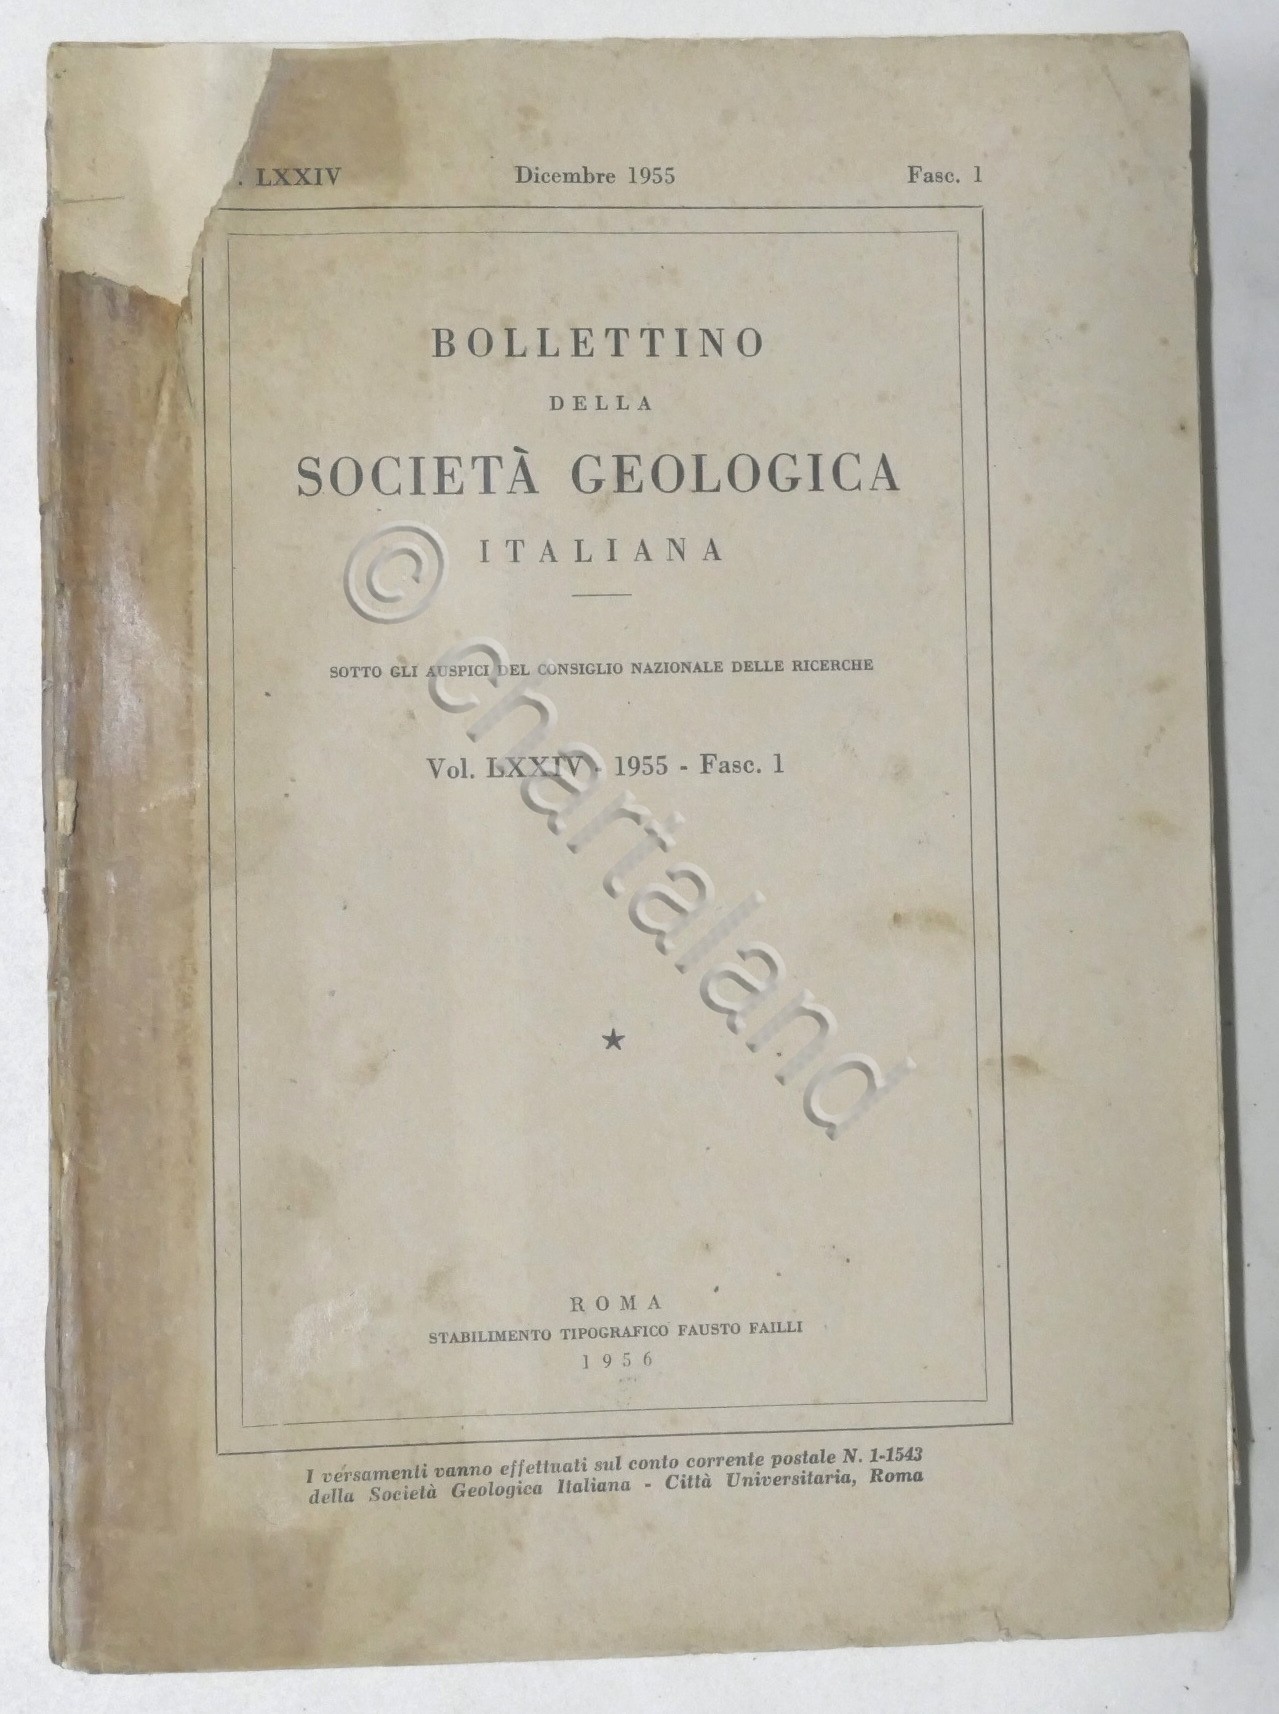 . LXXIV Dicembre 1955 Fasc. 1
BOLLETTINO
DELLA
SOCIETÀ GEOLOGICA
ITALIANA
SOTTO GLI AUSPICI DEL CONSIGLIO NAZIONALE DELLE RICERCHE
Vol. LXXIV - 1955 - Fasc. 1
© chartaland
★
ROMA
STABILIMENTO TIPOGRAFICO FAUSTO FAILLI
1956
I versamenti vanno effettuati sul conto corrente postale N. 1-1543
della Società Geologica Italiana - Città Universitaria, Roma